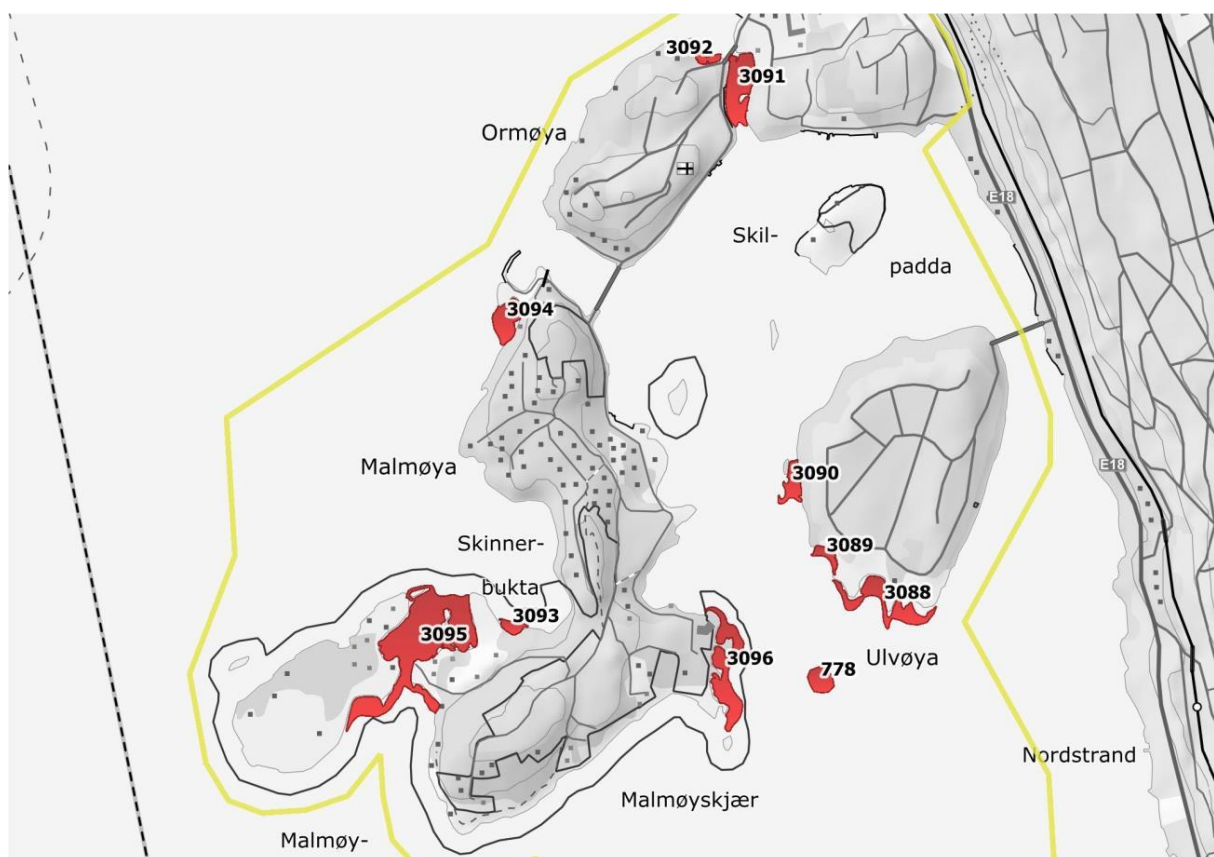 3092
3091
Ormøya
E18
Skil-
padda
3094
Malmøya
E18
3090
Skinner-
3089
bukta
3088
3093
3095
3096
Ulvøya
778
Nordstrand
Malmøyskjær
Malmøy-